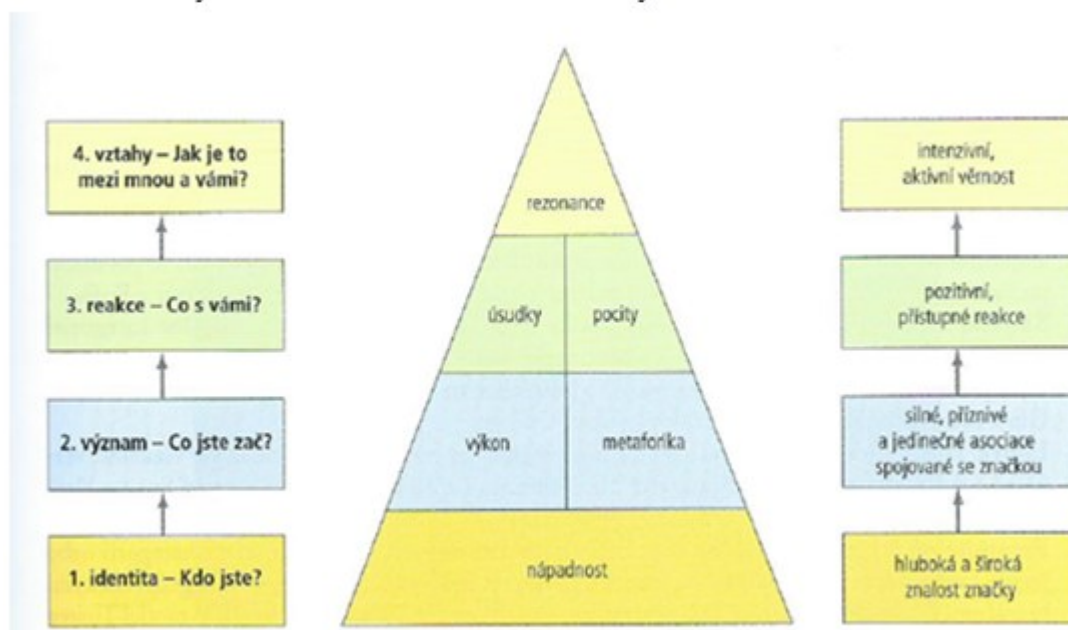 4. vztahy – Jak je to
mezi mnou a vámi?
3. reakce – Co s vámi?
2. význam – Co jste zač?
1. identita – Kdo jste?
rezonance
úsudky
pocity
výkon
metaforika
nápadnost
intenzivní,
aktivní věrnost
pozitivní,
přístupné reakce
silné, příznivé
a jedinečné asociace
spojované se značkou
hluboká a široká
znalost značky